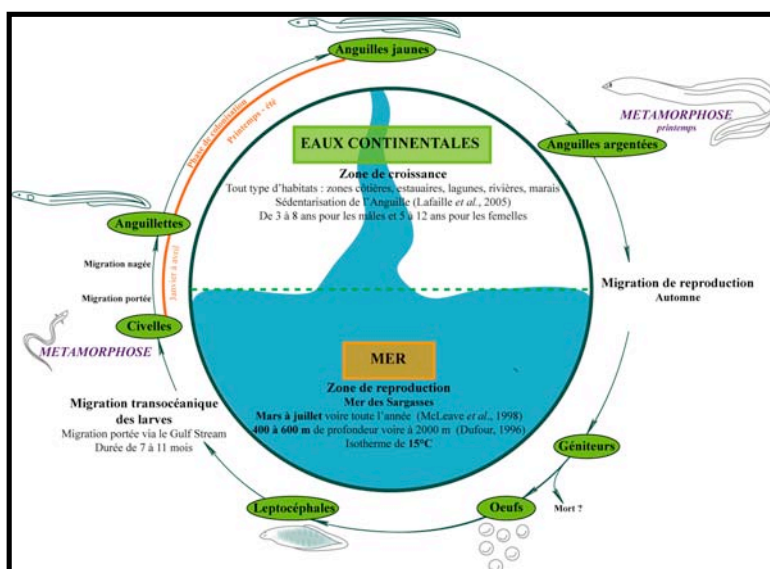 Anguilles jaunes
METAMORPHOSE
printemps
Anguilles argentées
Phase de colonisation
Printemps - été
EAUX CONTINENTALES
Zone de croissance
Tout type d'habitats : zones côtières, estauaires, lagunes, rivières, marais
Sédentarisation de l'Anguille (Lafaille et al., 2005)
De 3 à 8 ans pour les mâles et 5 à 12 ans pour les femelles
Anguillettes
Migration nagée
Janvier à avril
Migration portée
Civelles
METAMORPHOSE
Migration de reproduction
Automne
MER
Zone de reproduction
Mer des Sargasses
Mars à juillet voire toute l'année (McLeave et al., 1998)
400 à 600 m de profondeur voire à 2000 m (Dufour, 1996)
Isotherme de 15°C
Migration transocéanique
des larves
Migration portée via le Gulf Stream
Durée de 7 à 11 mois
Géniteurs
Mort ?
Oeufs
Leptocéphales